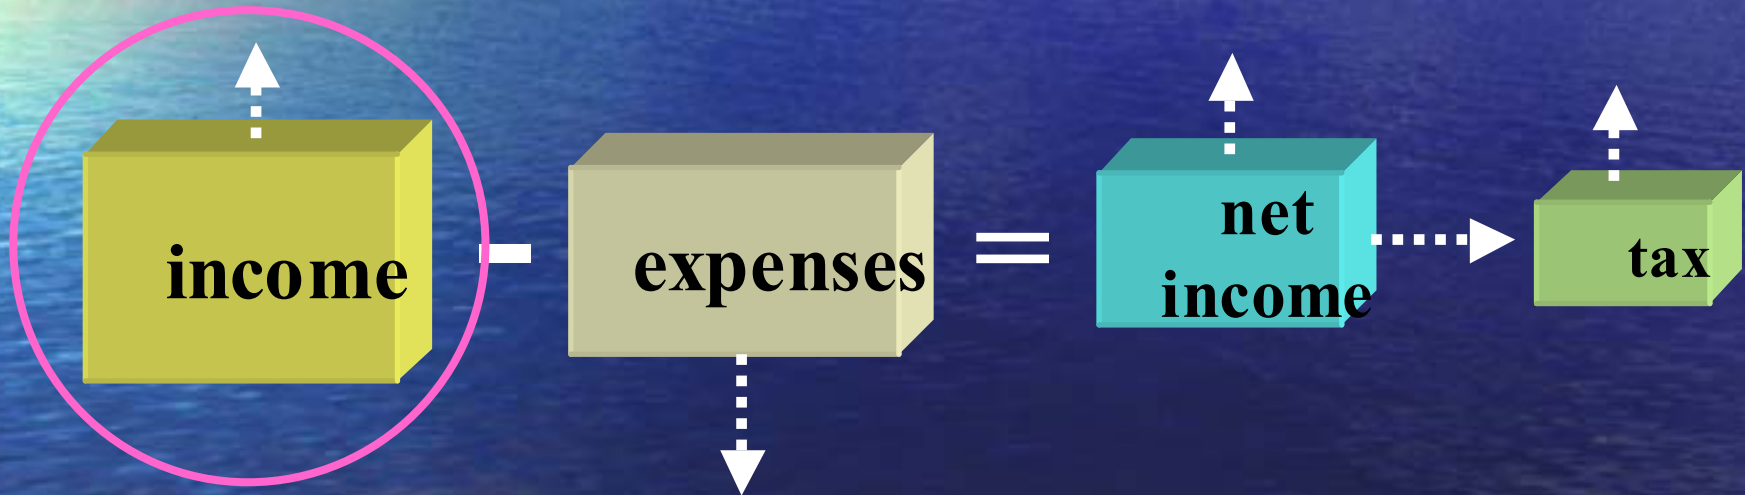 income
-
expenses
=
net
income
tax